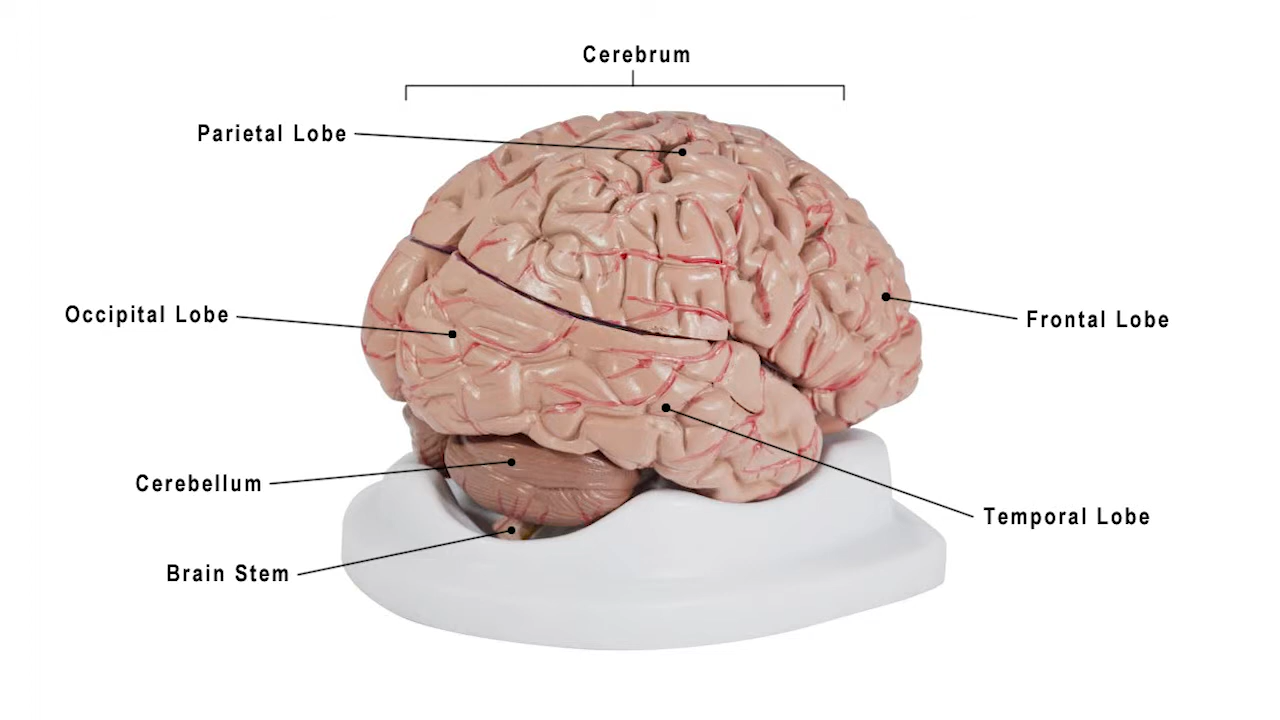 Cerebrum
Parietal Lobe
Occipital Lobe
Frontal Lobe
Cerebellum
Temporal Lobe
Brain Stem